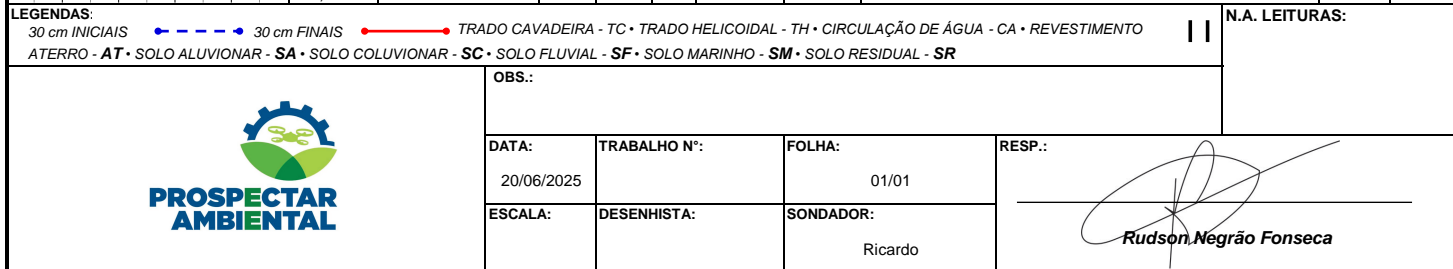 LEGENDAS:
30 cm INICIAIS 30 cm FINAIS TRADO CAVADEIRA - TC • TRADO HELICOIDAL - TH • CIRCULAÇÃO DE ÁGUA - CA • REVESTIMENTO
ATERRO - AT • SOLO ALUVIONAR - SA • SOLO COLUVIONAR - SC • SOLO FLUVIAL - SF • SOLO MARINHO - SM • SOLO RESIDUAL - SR
N.A. LEITURAS:
OBS.:
PROSPECTAR
AMBIENTAL
DATA: TRABALHO N°: FOLHA: RESP.:
20/06/2025 01/01
ESCALA: DESENHISTA: SONDADOR:
Ricardo
Rudson Negrão Fonseca